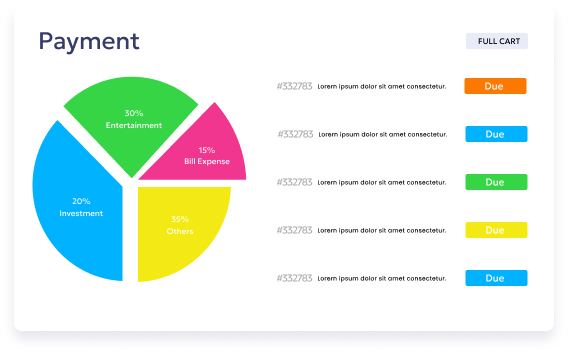 Payment
FULL CART
30%
Entertainment
15%
Bill Expense
20%
Investment
35%
Others
#332783 Lorem ipsum dolor sit amet consectetur. Due
#332783 Lorem ipsum dolor sit amet consectetur. Due
#332783 Lorem ipsum dolor sit amet consectetur. Due
#332783 Lorem ipsum dolor sit amet consectetur. Due
#332783 Lorem ipsum dolor sit amet consectetur. Due